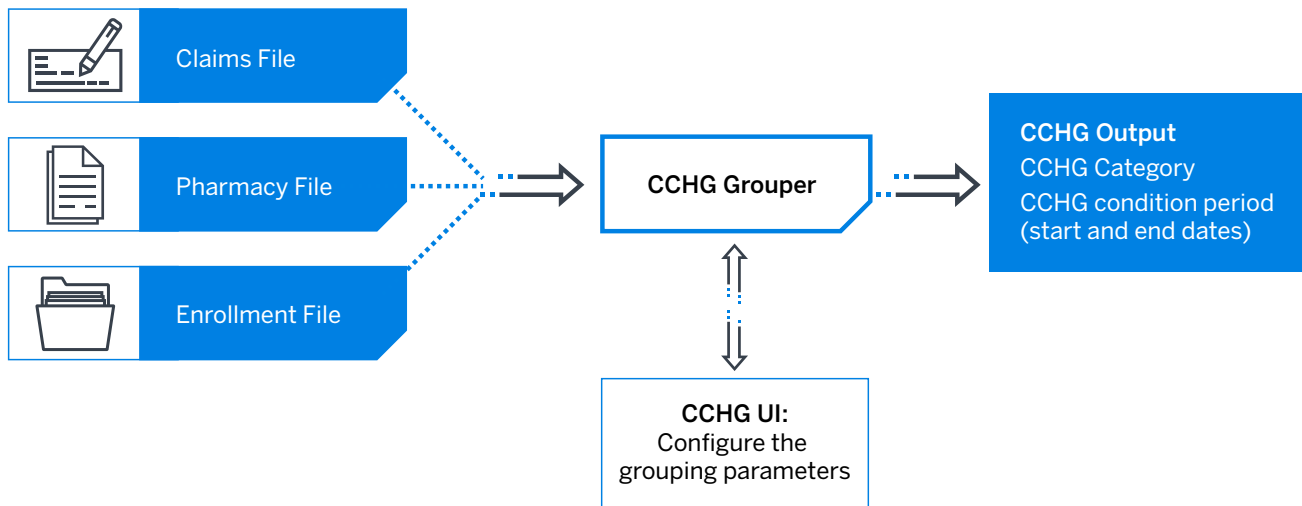 Claims File
Pharmacy File
Enrollment File
CCHG Grouper
CCHG UI:
Configure the
grouping parameters
CCHG Output
CCHG Category
CCHG condition period
(start and end dates)